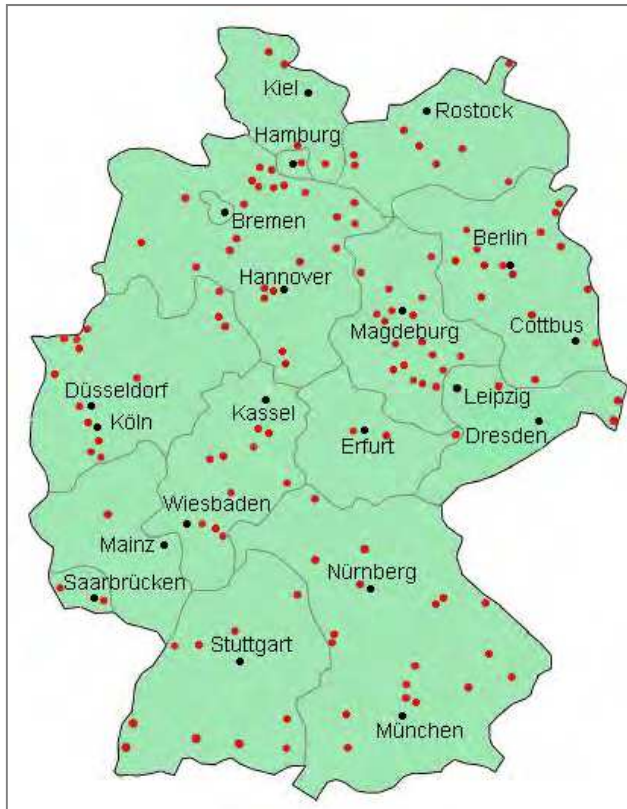 Kiel
Rostock
Hamburg
Bremen
Berlin
Hannover
Magdeburg
Cottbus
Düsseldorf
Leipzig
Kassel
Köln
Erfurt
Dresden
Wiesbaden
Mainz
Nürnberg
Saarbrücken
Stuttgart
München